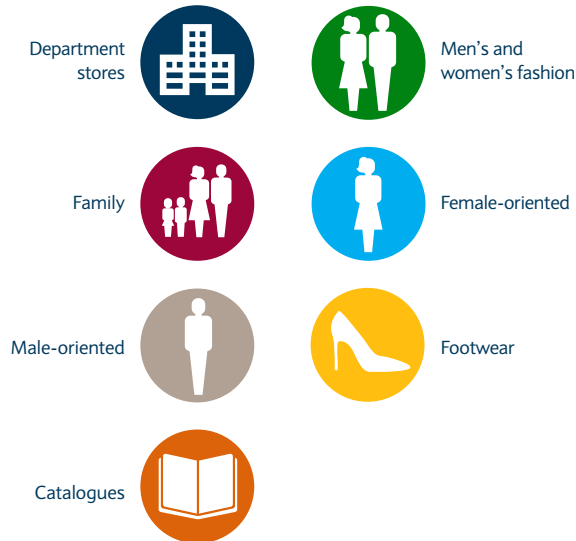 Department
stores
Men’s and
women’s fashion
Family
Female-oriented
Male-oriented
Footwear
Catalogues